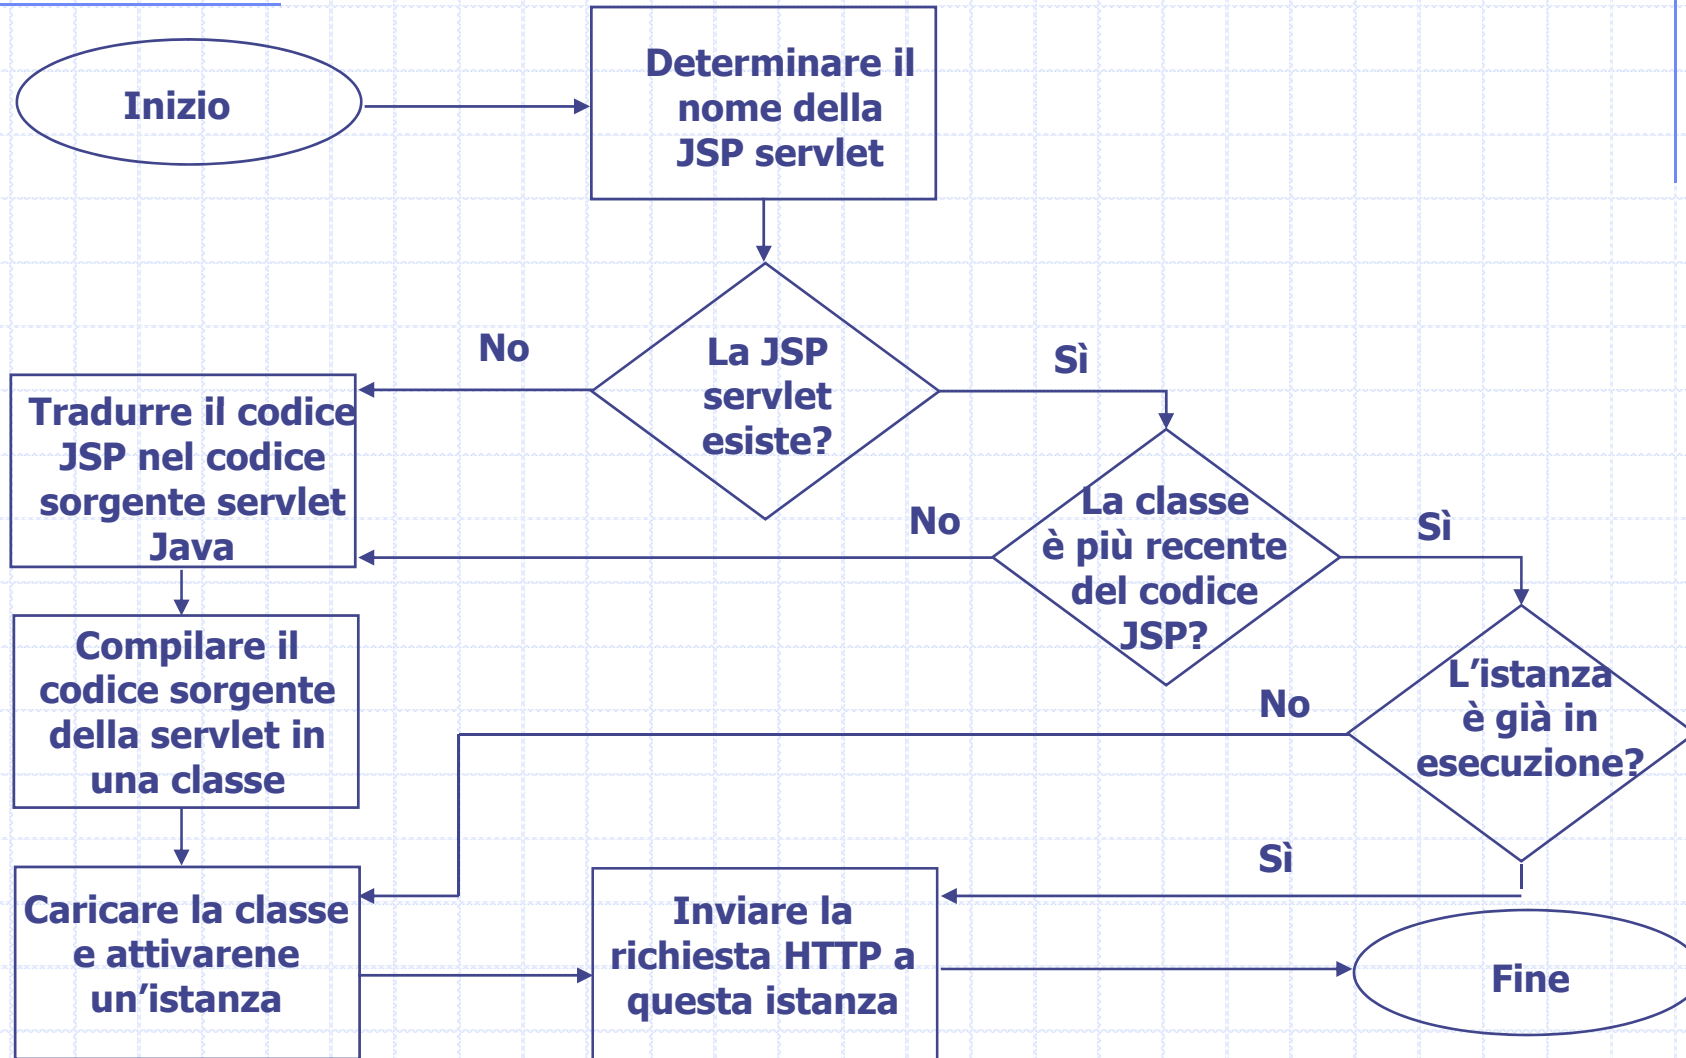 Inizio
Determinare il
nome della
JSP servlet
La JSP
servlet
esiste?
No
Sì
Tradurre il codice
JSP nel codice
sorgente servlet
Java
La classe
è più recente
del codice
JSP?
No
Sì
Compilare il
codice sorgente
della servlet in
una classe
L’istanza
è già in
esecuzione?
No
Sì
Caricare la classe
e attivarene
un’istanza
Inviare la
richiesta HTTP a
questa istanza
Fine